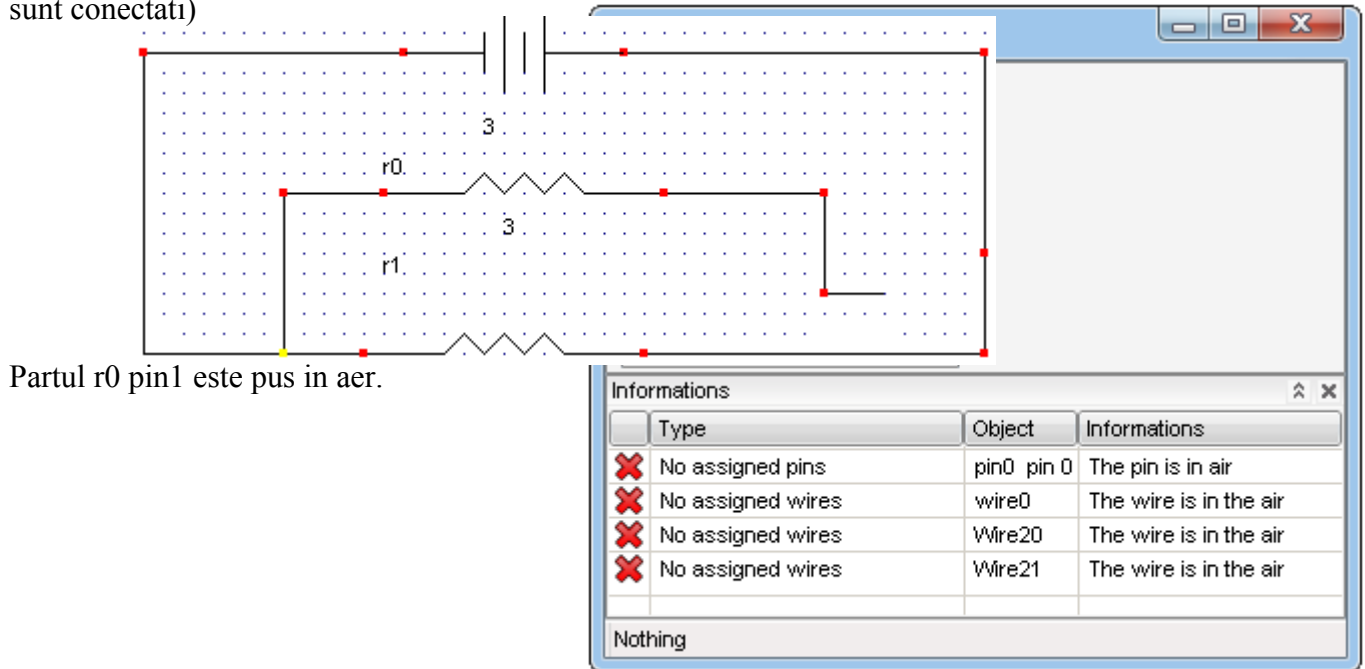 sunt conectati)
3
r0
3
r1
Partul r0 pin1 este pus in aer.
Informations
Type Object Informations
No assigned pins pin0 pin 0 The pin is in air
No assigned wires wire0 The wire is in the air
No assigned wires Wire20 The wire is in the air
No assigned wires Wire21 The wire is in the air
Nothing